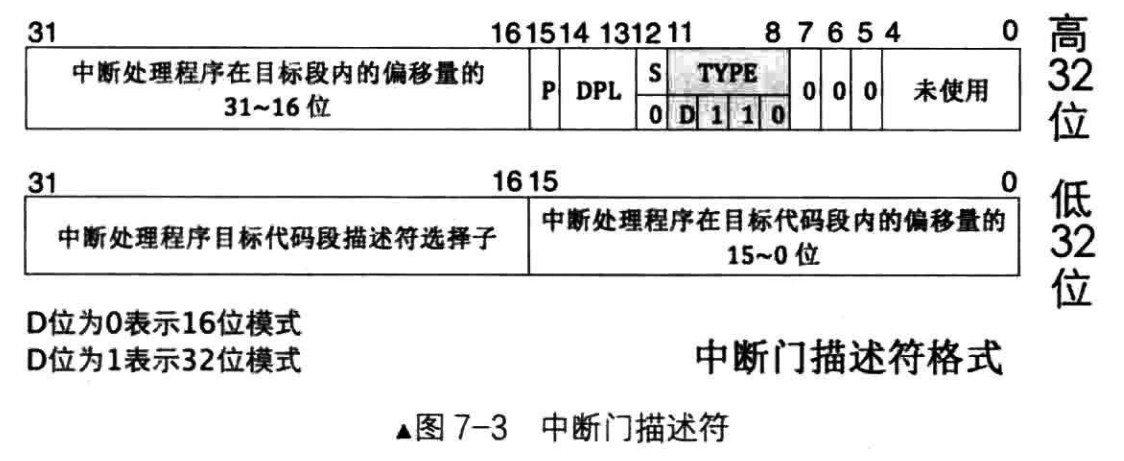 31 16 15 14 13 12 11 8 7 6 5 4 0
中断处理程序在目标段内的偏移量的
31~16 位
P DPL S TYPE 0 0 0 未使用
0 D 1 1 0
高
32
位
31 16 15 0
中断处理程序目标代码段描述符选择子
中断处理程序在目标代码段内的偏移量的
15~0 位
低
32
位
D位为0表示16位模式
D位为1表示32位模式
中断门描述符格式
▲图 7-3 中断门描述符